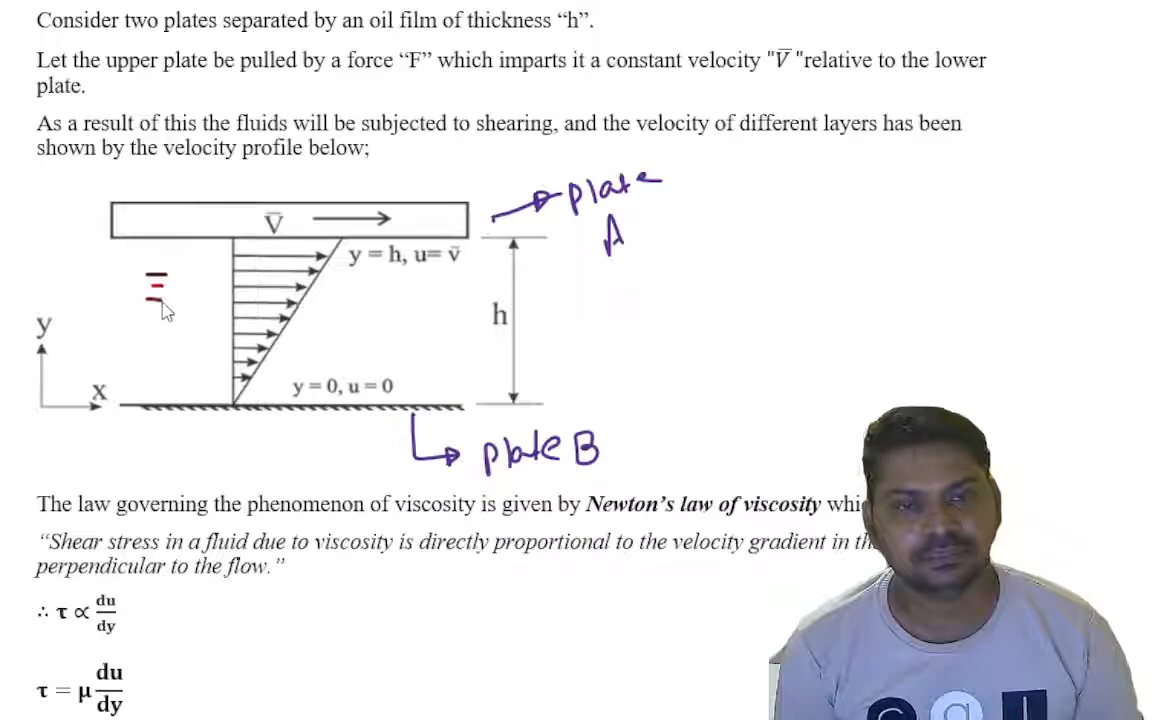 Consider two plates separated by an oil film of thickness “h”.
Let the upper plate be pulled by a force “F” which imparts it a constant velocity "V̅ "relative to the lower
plate.
As a result of this the fluids will be subjected to shearing, and the velocity of different layers has been
shown by the velocity profile below;
plate
A
V̅
y = h, u= v̄
h
y
x
y = 0, u = 0
plate B
The law governing the phenomenon of viscosity is given by Newton’s law of viscosity
“Shear stress in a fluid due to viscosity is directly proportional to the velocity gradient in
perpendicular to the flow.”
∴ τ ∝ du/dy
τ = μ du/dy